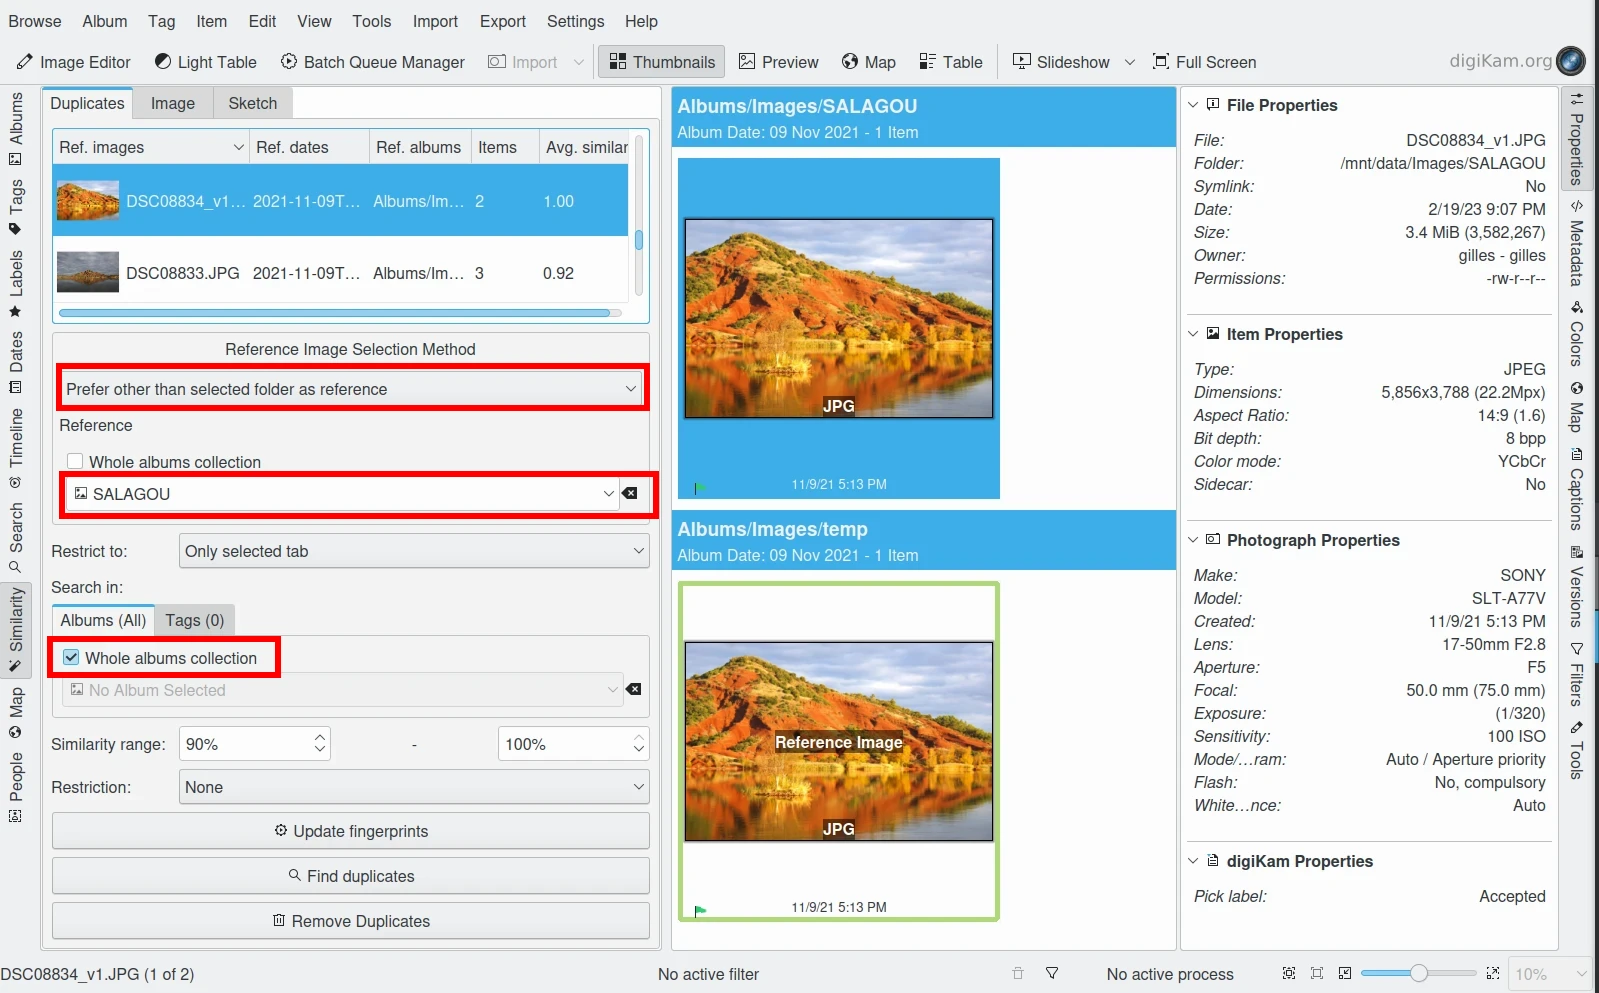 Browse Album Tag Item Edit View Tools Import Export Settings Help
Image Editor Light Table Batch Queue Manager Import Thumbnails Preview Map Table Slideshow Full Screen digiKam.org
Albums
Tags
Labels
Dates
Timeline
Search
Similarity
Map
People
Duplicates Image Sketch
Ref. images Ref. dates Ref. albums Items Avg. similar
DSC08834_v1... 2021-11-09T... Albums/Im... 2 1.00
DSC08833.JPG 2021-11-09T... Albums/Im... 3 0.92
Reference Image Selection Method
Prefer other than selected folder as reference
Reference
Whole albums collection
SALAGOU
Restrict to: Only selected tab
Search in:
Albums (All) Tags (0)
Whole albums collection
No Album Selected
Similarity range: 90% - 100%
Restriction: None
Update fingerprints
Find duplicates
Remove Duplicates
Albums/Images/SALAGOU
Album Date: 09 Nov 2021 - 1 Item
JPG
11/9/21 5:13 PM
Albums/Images/temp
Album Date: 09 Nov 2021 - 1 Item
Reference Image
JPG
11/9/21 5:13 PM
File Properties
File: DSC08834_v1.JPG
Folder: /mnt/data/Images/SALAGOU
Symlink: No
Date: 2/19/23 9:07 PM
Size: 3.4 MiB (3,582,267)
Owner: gilles - gilles
Permissions: -rw-r--r--
Item Properties
Type: JPEG
Dimensions: 5,856x3,788 (22.2Mpx)
Aspect Ratio: 14:9 (1.6)
Bit depth: 8 bpp
Color mode: YCbCr
Sidecar: No
Photograph Properties
Make: SONY
Model: SLT-A77V
Created: 11/9/21 5:13 PM
Lens: 17-50mm F2.8
Aperture: F5
Focal: 50.0 mm (75.0 mm)
Exposure: (1/320)
Sensitivity: 100 ISO
Mode/...ram: Auto / Aperture priority
Flash: No, compulsory
White...nce: Auto
digiKam Properties
Pick label: Accepted
Properties
Metadata
Colors
Map
Captions
Versions
Filters
Tools
DSC08834_v1.JPG (1 of 2) No active filter No active process 10%